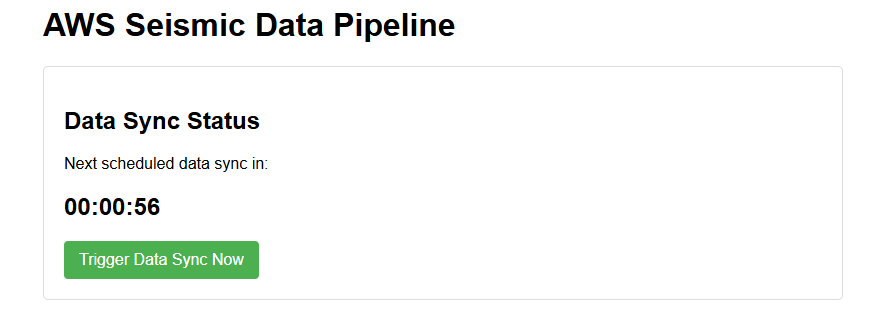 AWS Seismic Data Pipeline
Data Sync Status
Next scheduled data sync in:
00:00:56
Trigger Data Sync Now